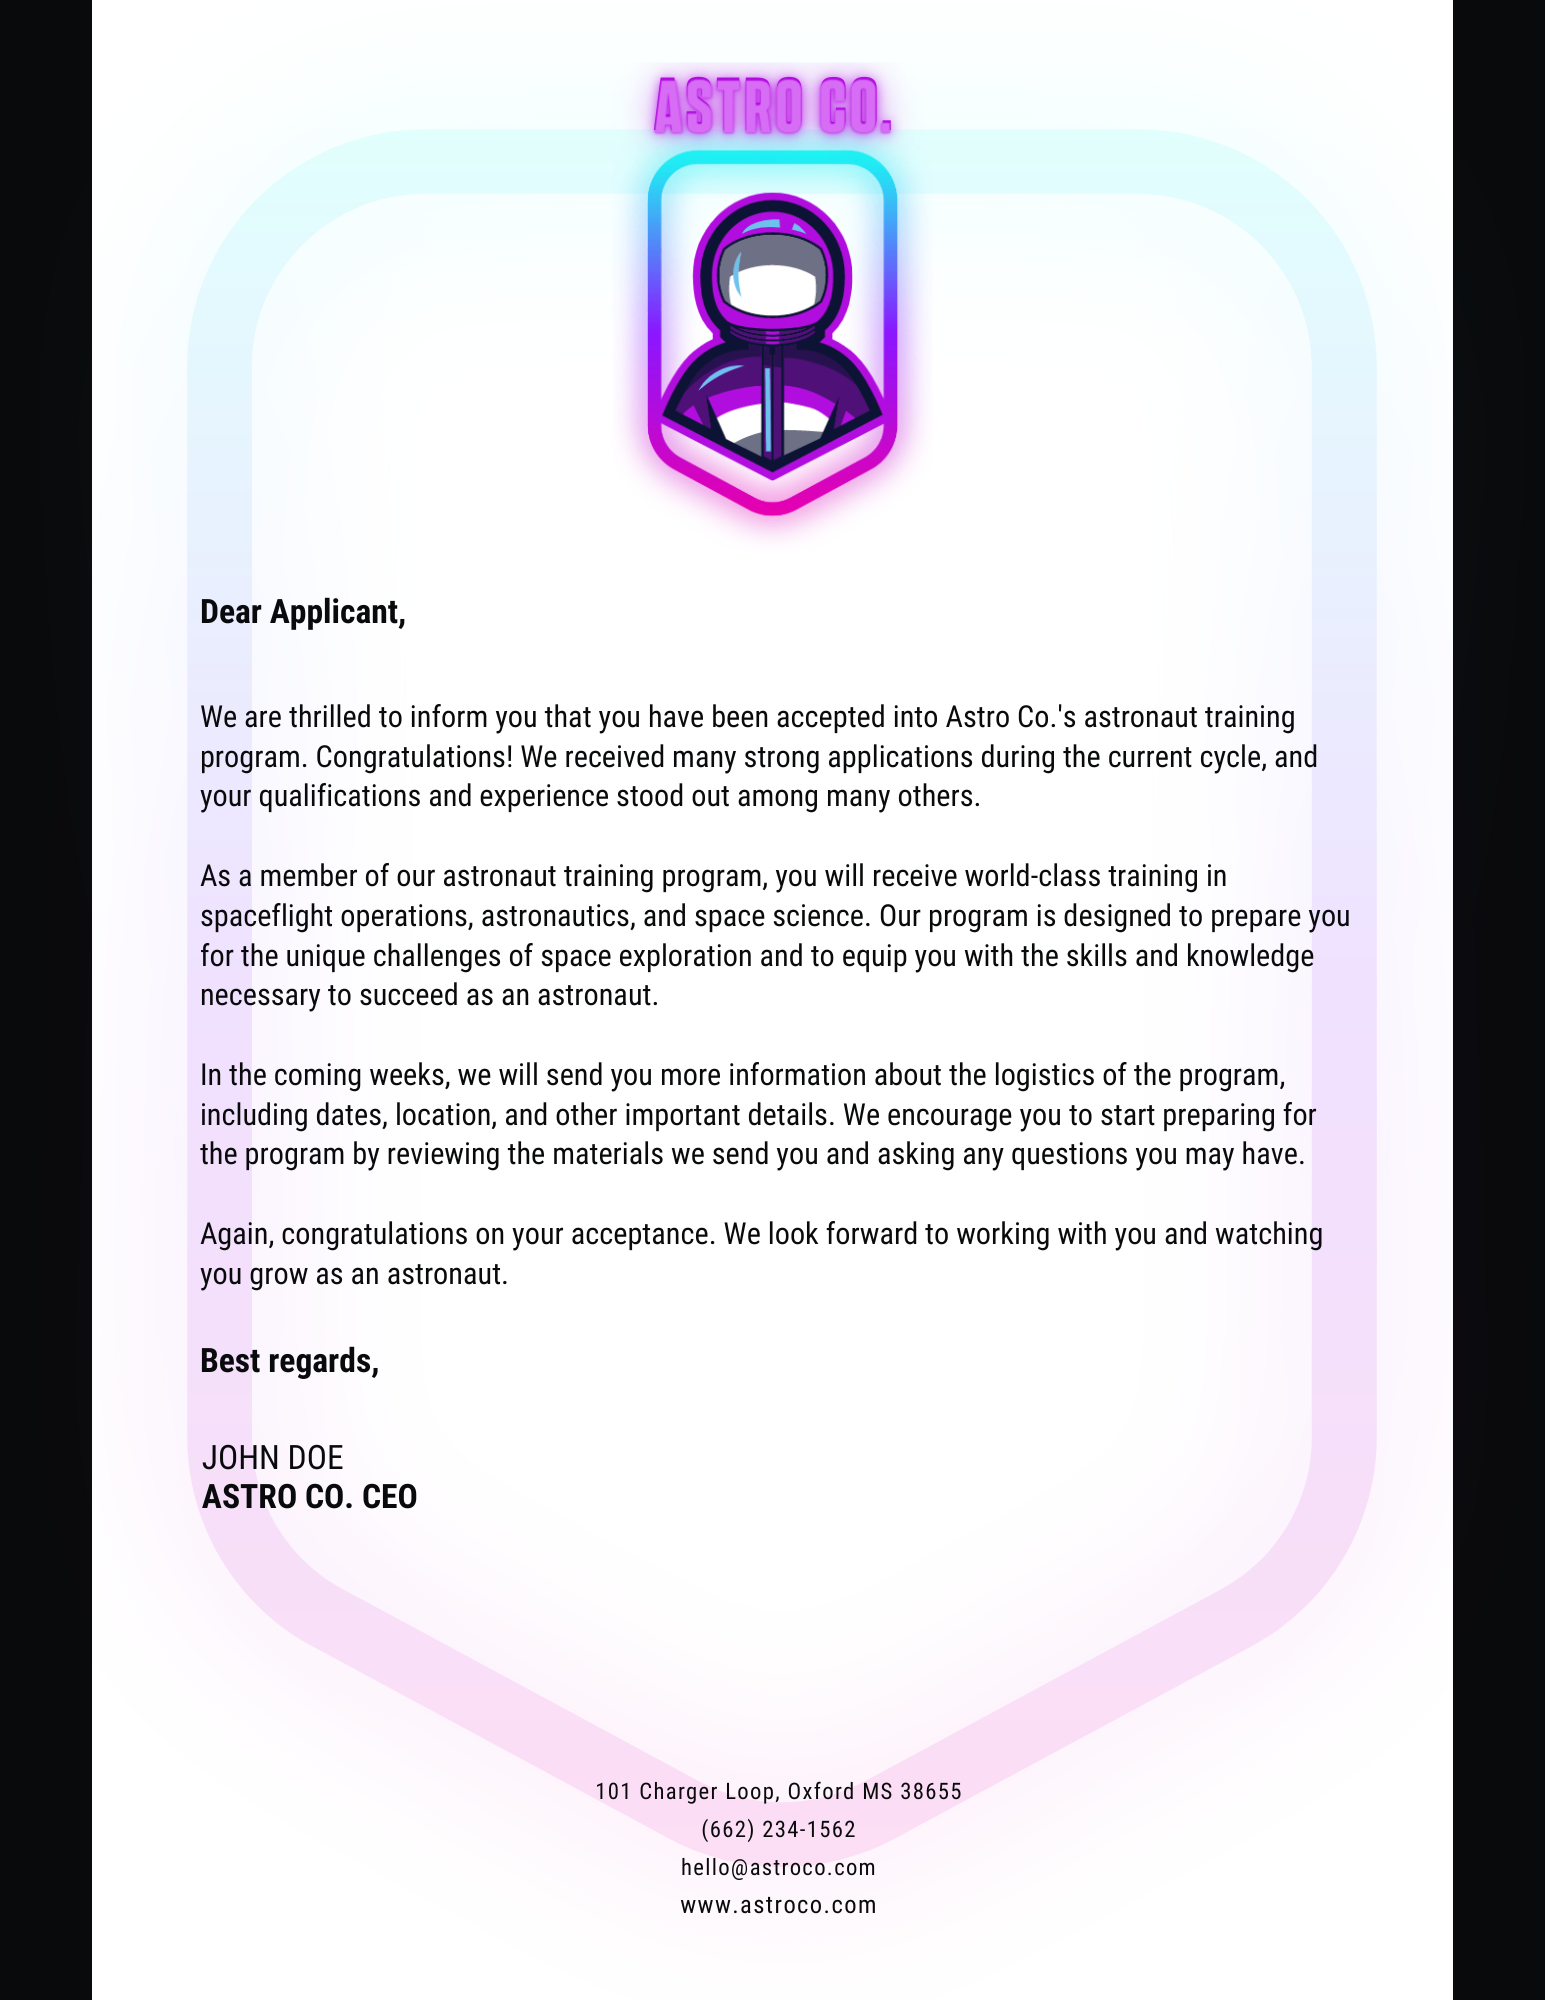 ASTRO CO.
Dear Applicant,
We are thrilled to inform you that you have been accepted into Astro Co.'s astronaut training
program. Congratulations! We received many strong applications during the current cycle, and
your qualifications and experience stood out among many others.
As a member of our astronaut training program, you will receive world-class training in
spaceflight operations, astronautics, and space science. Our program is designed to prepare you
for the unique challenges of space exploration and to equip you with the skills and knowledge
necessary to succeed as an astronaut.
In the coming weeks, we will send you more information about the logistics of the program,
including dates, location, and other important details. We encourage you to start preparing for
the program by reviewing the materials we send you and asking any questions you may have.
Again, congratulations on your acceptance. We look forward to working with you and watching
you grow as an astronaut.
Best regards,
JOHN DOE
ASTRO CO. CEO
101 Charger Loop, Oxford MS 38655
(662) 234-1562
hello@astroco.com
www.astroco.com